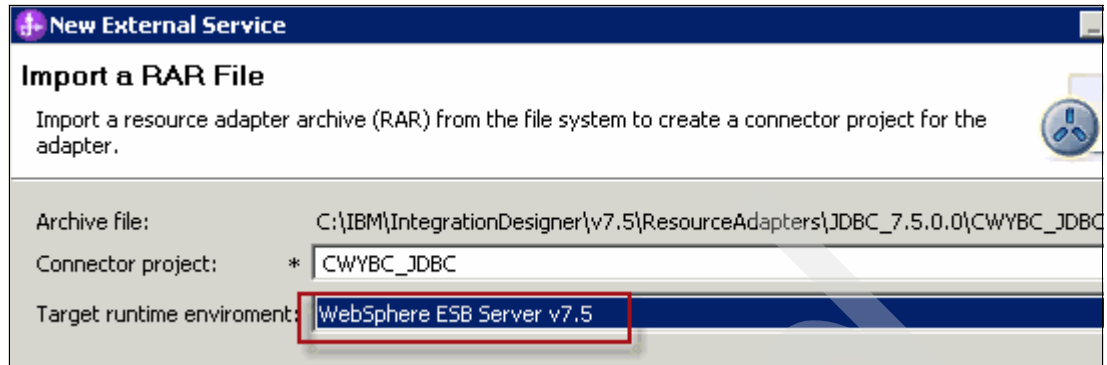 New External Service
Import a RAR File
Import a resource adapter archive (RAR) from the file system to create a connector project for the
adapter.
Archive file: C:\IBM\IntegrationDesigner\v7.5\ResourceAdapters\JDBC_7.5.0.0\CWYBC_JDBC
Connector project: * CWYBC_JDBC
Target runtime enviroment: WebSphere ESB Server v7.5